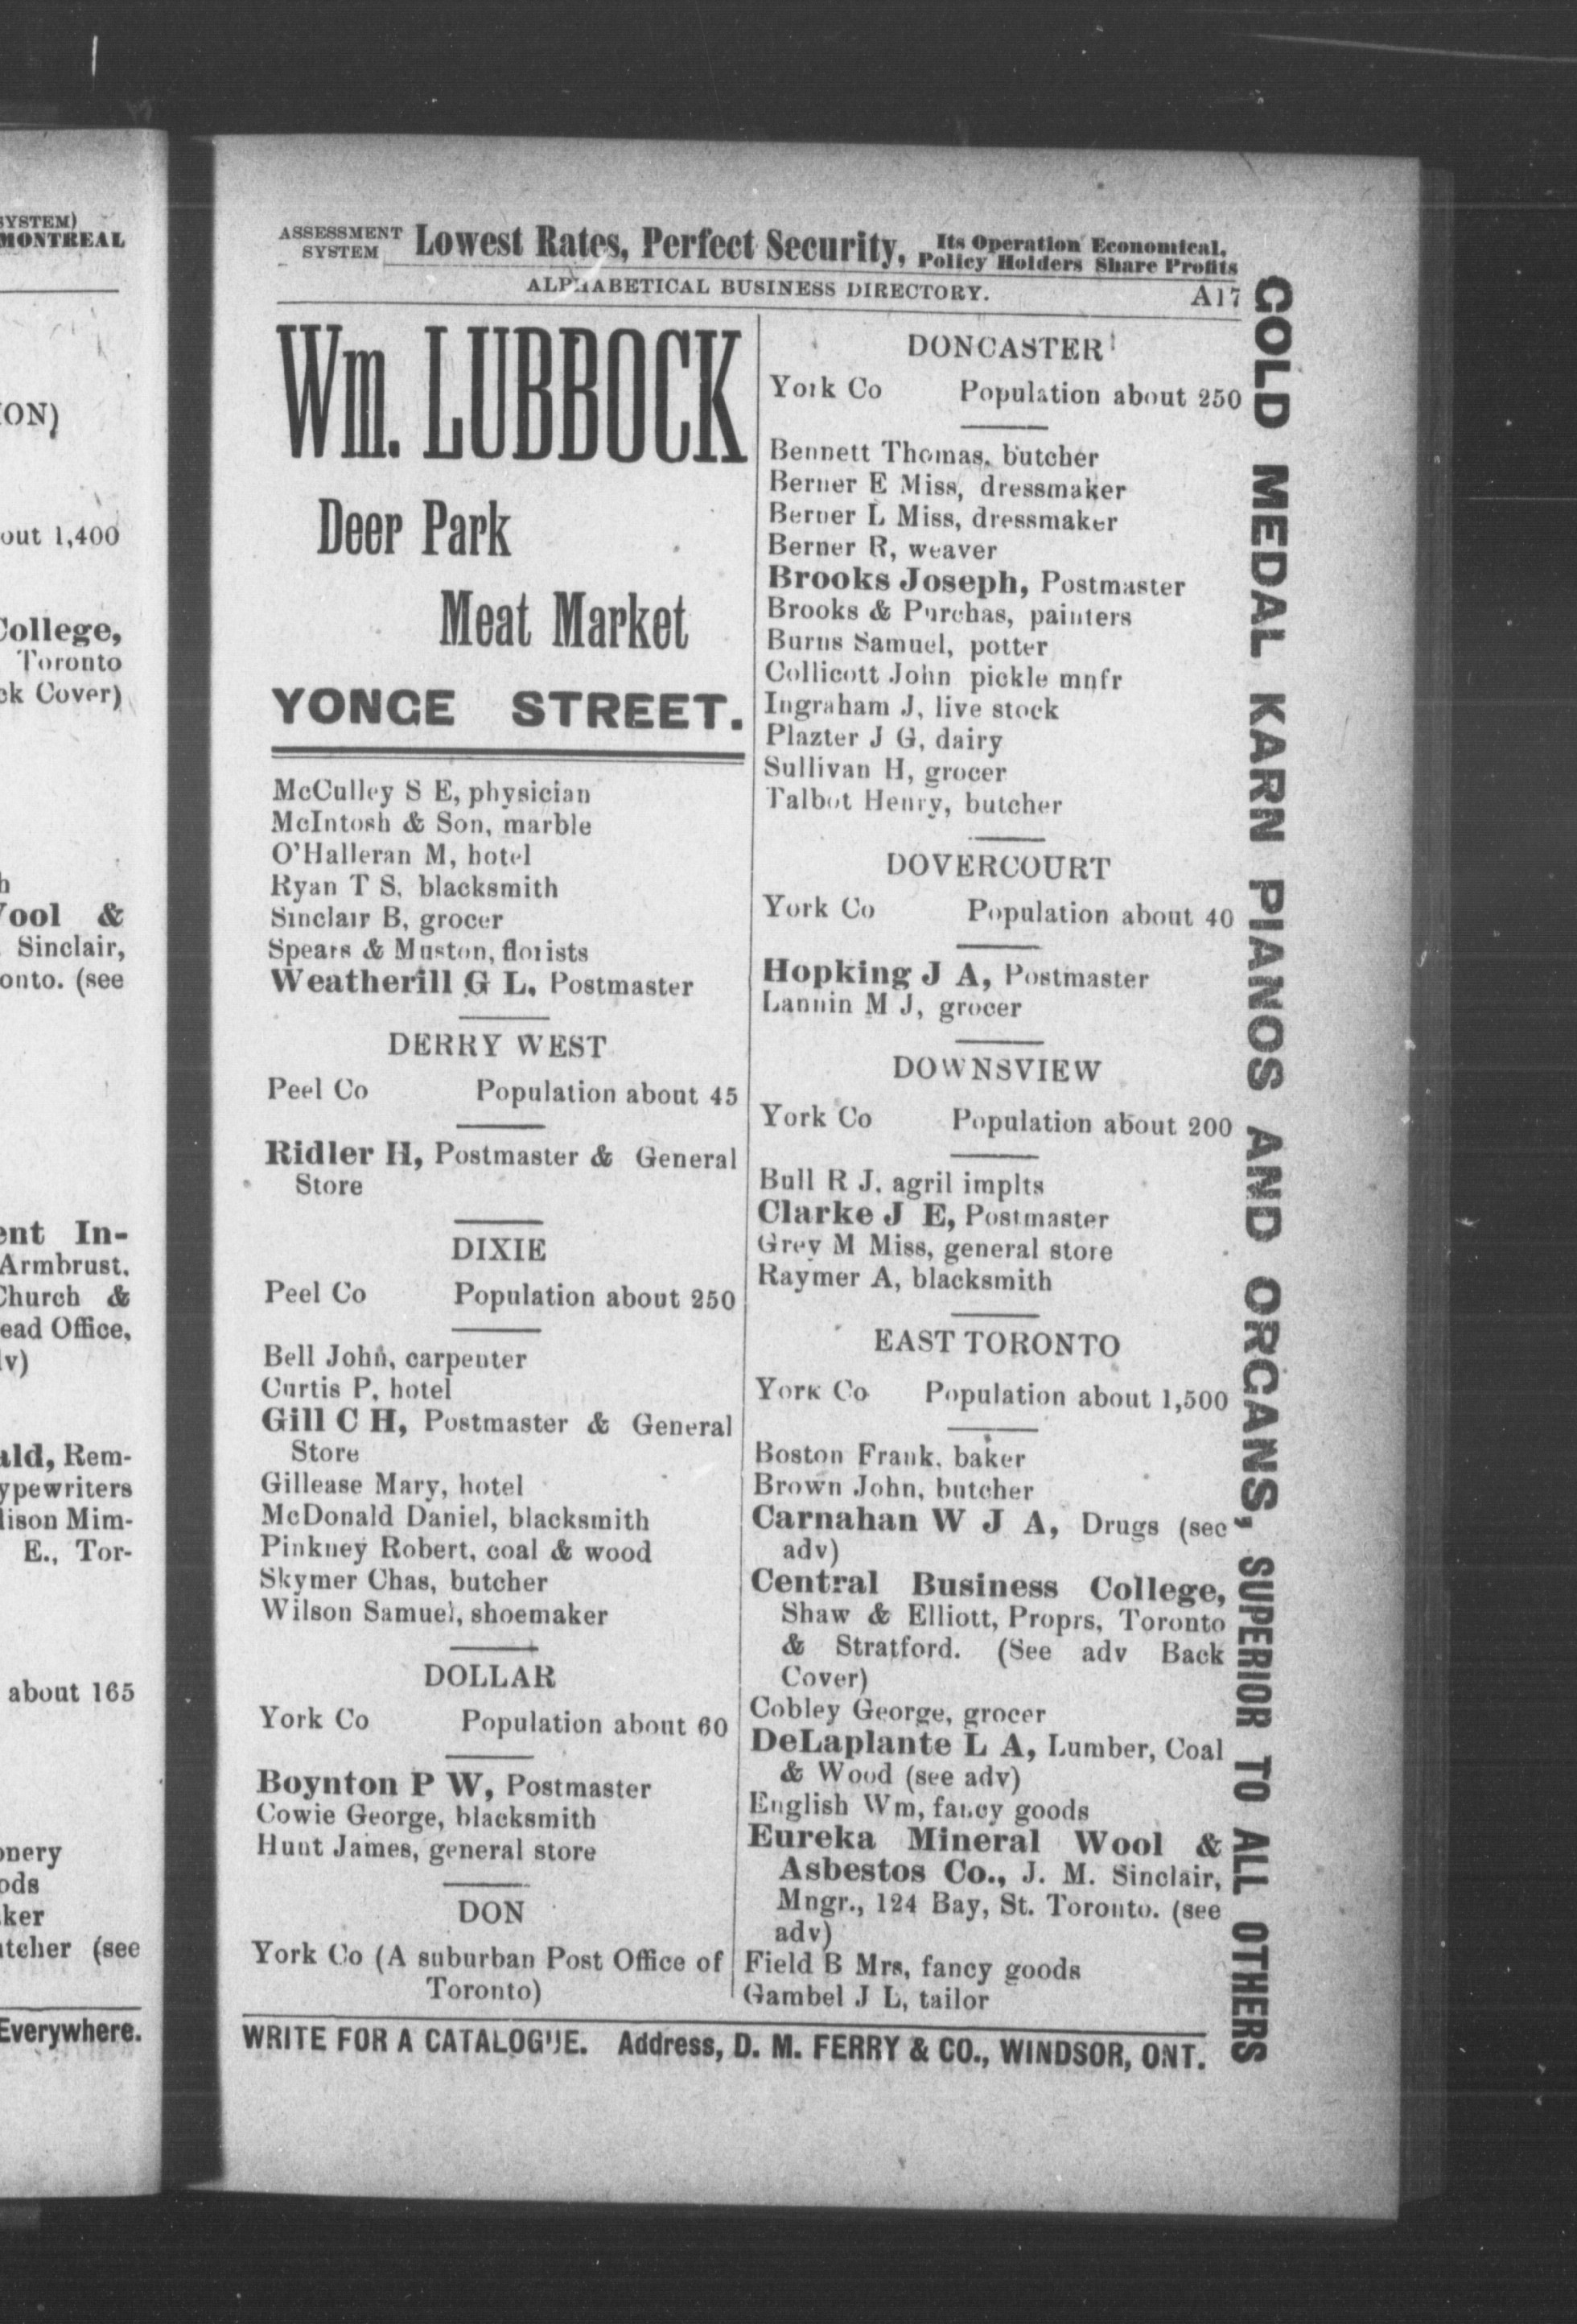 SYSTEM)
MONTREAL
ION)
out 1,400
College,
Toronto
ck Cover)
h
Wool &
Sinclair,
onto. (see
ent In-
Armbrust,
Church &
ead Office,
lv)
ald, Rem-
ypewriters
dison Mim-
E., Tor-
about 165
onery
ods
ker
utcher (see
Everywhere.
ASSESSMENT SYSTEM Lowest Rates, Perfect Security, Its Operation Economical, Policy Holders Share Profits
ALPHABETICAL BUSINESS DIRECTORY. A17
Wm. LUBBOCK
Deer Park
Meat Market
YONGE STREET.
McCulley S E, physician
McIntosh & Son, marble
O'Halleran M, hotel
Ryan T S, blacksmith
Sinclair B, grocer
Spears & Muston, florists
Weatherill G L, Postmaster
DERRY WEST
Peel Co Population about 45
Ridler H, Postmaster & General
Store
DIXIE
Peel Co Population about 250
Bell John, carpenter
Curtis P, hotel
Gill C H, Postmaster & General
Store
Gillease Mary, hotel
McDonald Daniel, blacksmith
Pinkney Robert, coal & wood
Skymer Chas, butcher
Wilson Samuel, shoemaker
DOLLAR
York Co Population about 60
Boynton P W, Postmaster
Cowie George, blacksmith
Hunt James, general store
DON
York Co (A suburban Post Office of
Toronto)
DONCASTER
York Co Population about 250
Bennett Thomas, butcher
Berner E Miss, dressmaker
Berner L Miss, dressmaker
Berner R, weaver
Brooks Joseph, Postmaster
Brooks & Purchas, painters
Burns Samuel, potter
Collicott John pickle mnfr
Ingraham J, live stock
Plazter J G, dairy
Sullivan H, grocer
Talbot Henry, butcher
DOVERCOURT
York Co Population about 40
Hopking J A, Postmaster
Lannin M J, grocer
DOWNSVIEW
York Co Population about 200
Bull R J, agril implts
Clarke J E, Postmaster
Grey M Miss, general store
Raymer A, blacksmith
EAST TORONTO
York Co Population about 1,500
Boston Frank, baker
Brown John, butcher
Carnahan W J A, Drugs (see
adv)
Central Business College,
Shaw & Elliott, Proprs, Toronto
& Stratford. (See adv Back
Cover)
Cobley George, grocer
DeLaplante L A, Lumber, Coal
& Wood (see adv)
English Wm, fancy goods
Eureka Mineral Wool &
Asbestos Co., J. M. Sinclair,
Mngr., 124 Bay, St. Toronto. (see
adv)
Field B Mrs, fancy goods
Gambel J L, tailor
WRITE FOR A CATALOGUE. Address, D. M. FERRY & CO., WINDSOR, ONT.
GOLD MEDAL KARN PIANOS AND ORGANS, SUPERIOR TO ALL OTHERS